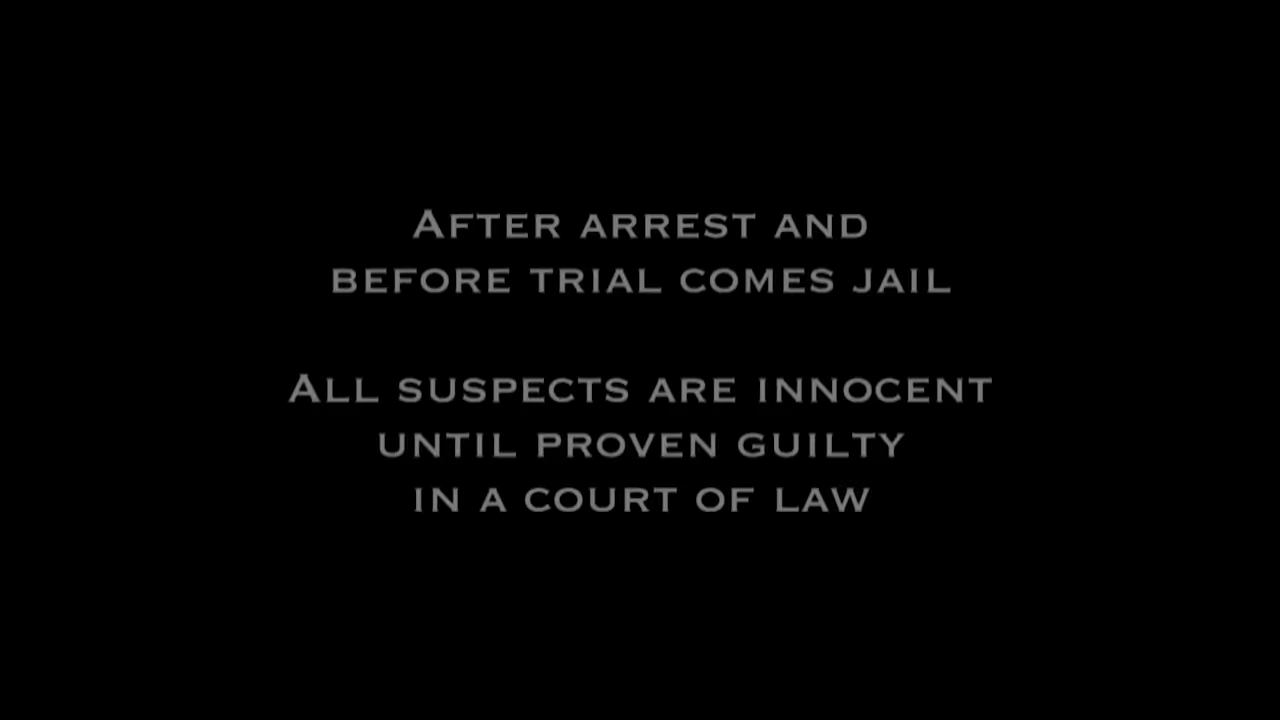 After arrest and
before trial comes jail
All suspects are innocent
until proven guilty
in a court of law